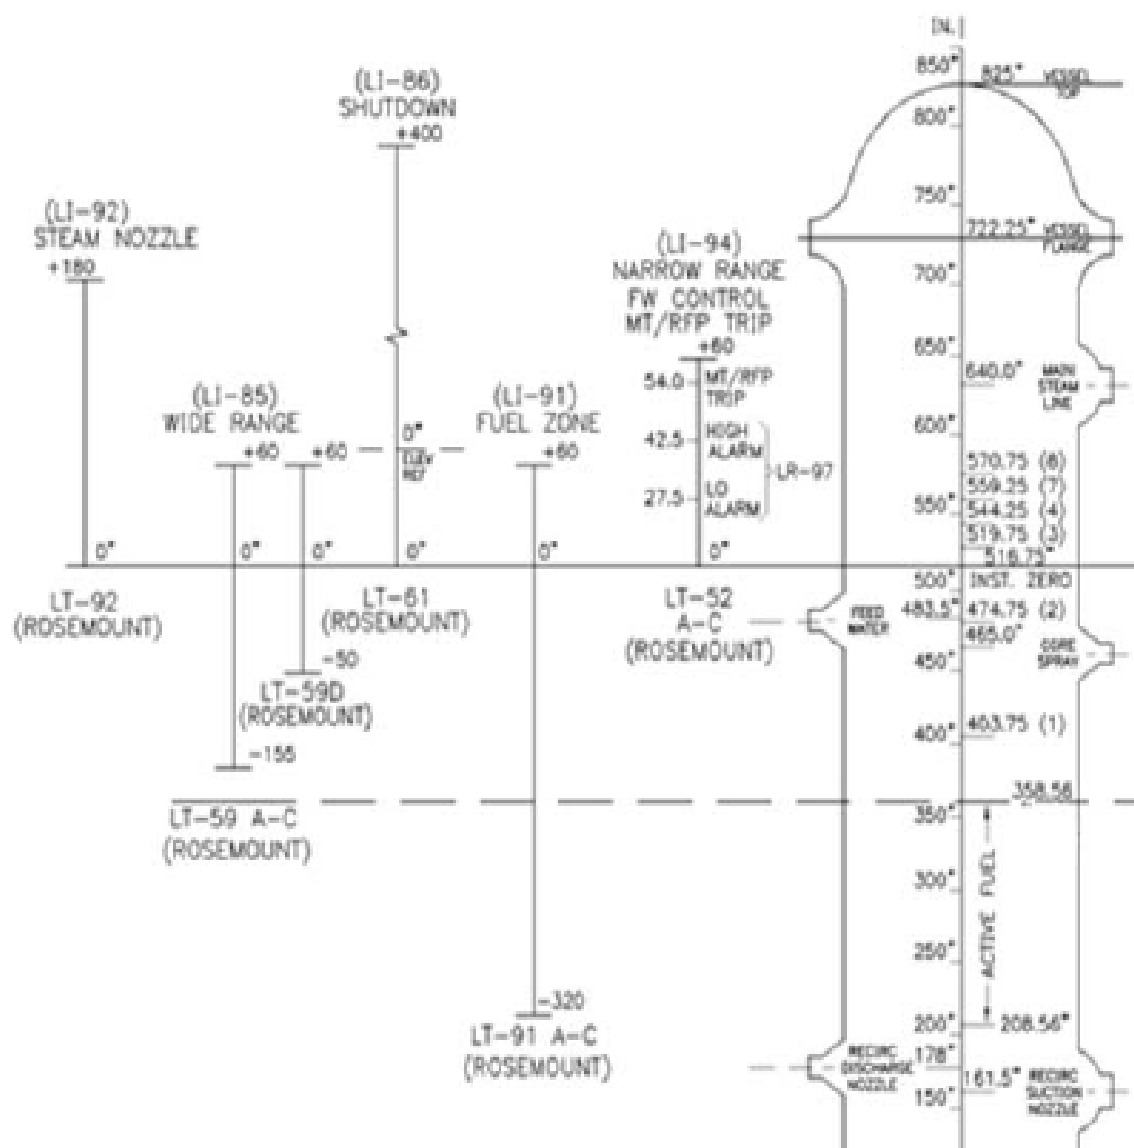 (LI-92)
STEAM NOZZLE
+180
0"
LT-92
(ROSEMOUNT)
(LI-85)
WIDE RANGE
+60
+60
0"
0"
-50
LT-59D
(ROSEMOUNT)
-155
LT-59 A-C
(ROSEMOUNT)
(LI-86)
SHUTDOWN
+400
0"
ELEV
REF
0"
LT-61
(ROSEMOUNT)
(LI-91)
FUEL ZONE
+60
0"
-320
LT-91 A-C
(ROSEMOUNT)
(LI-94)
NARROW RANGE
FW CONTROL
MT/RFP TRIP
+60
54.0 MT/RFP
TRIP
42.5 HIGH
ALARM
LR-97
27.5 LO
ALARM
0"
LT-52
A-C
(ROSEMOUNT)
IN.
850"
825" VESSEL
TOP
800"
750"
722.25" VESSEL
FLANGE
700"
650"
640.0" MAIN
STEAM
LINE
600"
570.75 (8)
559.25 (7)
550"
544.25 (4)
519.75 (3)
516.75"
500" INST. ZERO
FEED
WATER
483.5" 474.75 (2)
465.0" CORE
SPRAY
450"
403.75 (1)
400"
358.56
350"
ACTIVE FUEL
300"
250"
200" 208.56"
RECIRC
DISCHARGE
NOZZLE
178"
161.5" RECIRC
SUCTION
NOZZLE
150"